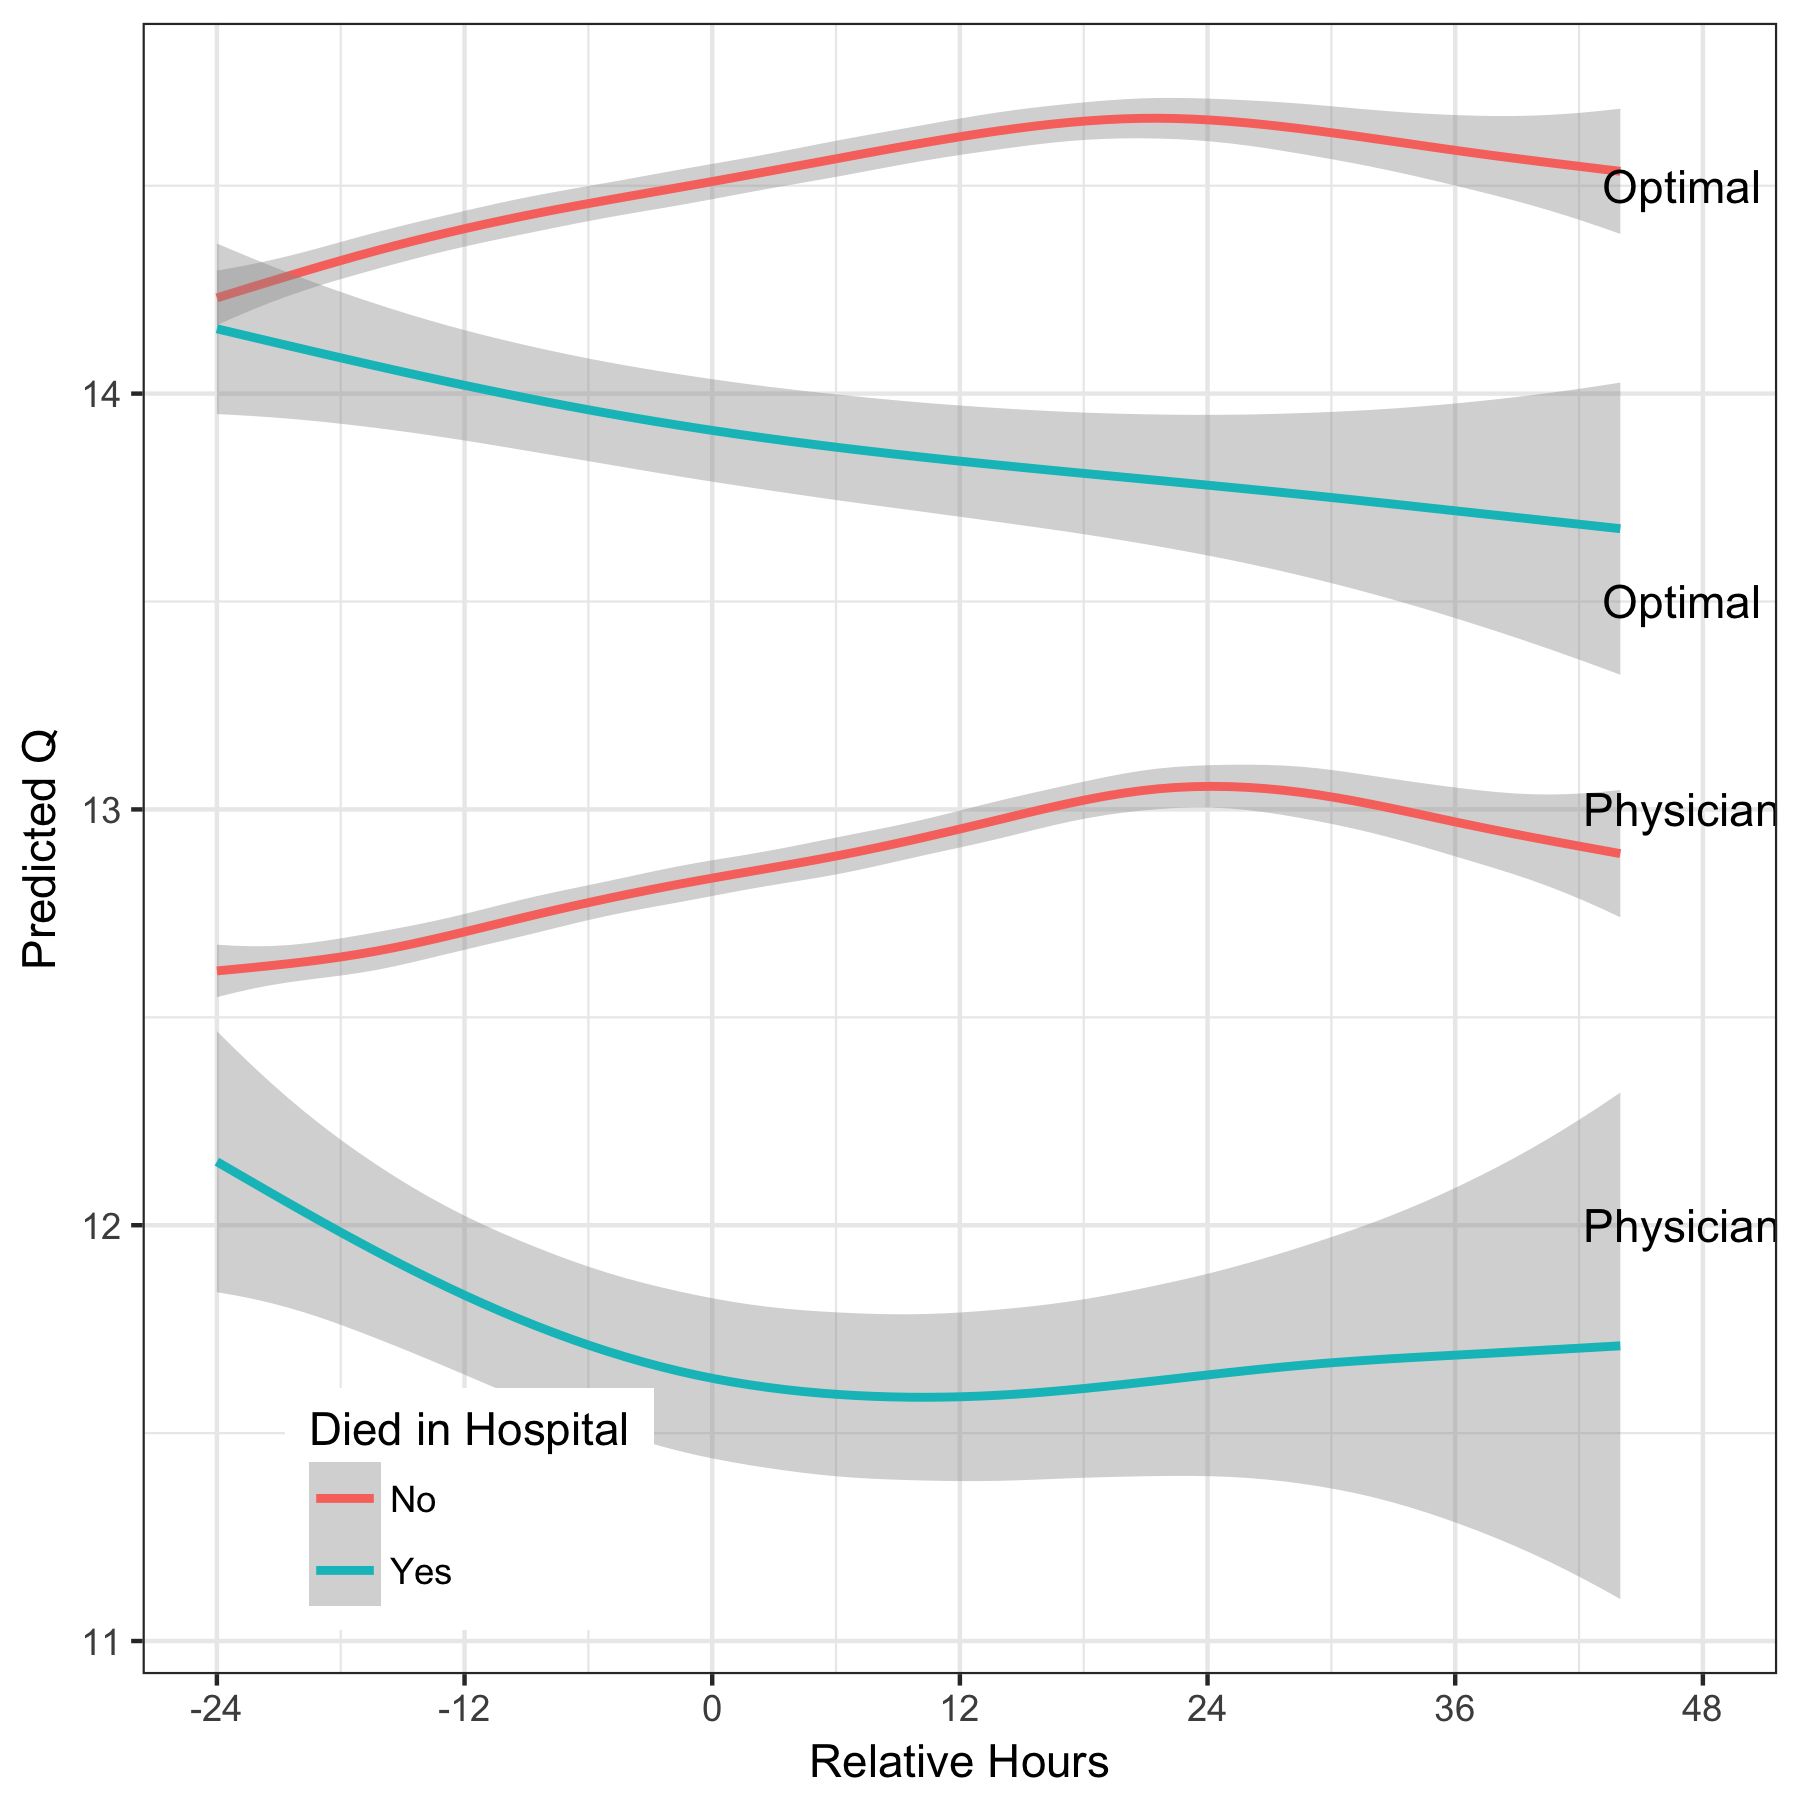 Optimal
14
Optimal
Predicted Q
13
Physician
12
Physician
Died in Hospital
No
Yes
11
-24 -12 0 12 24 36 48
Relative Hours